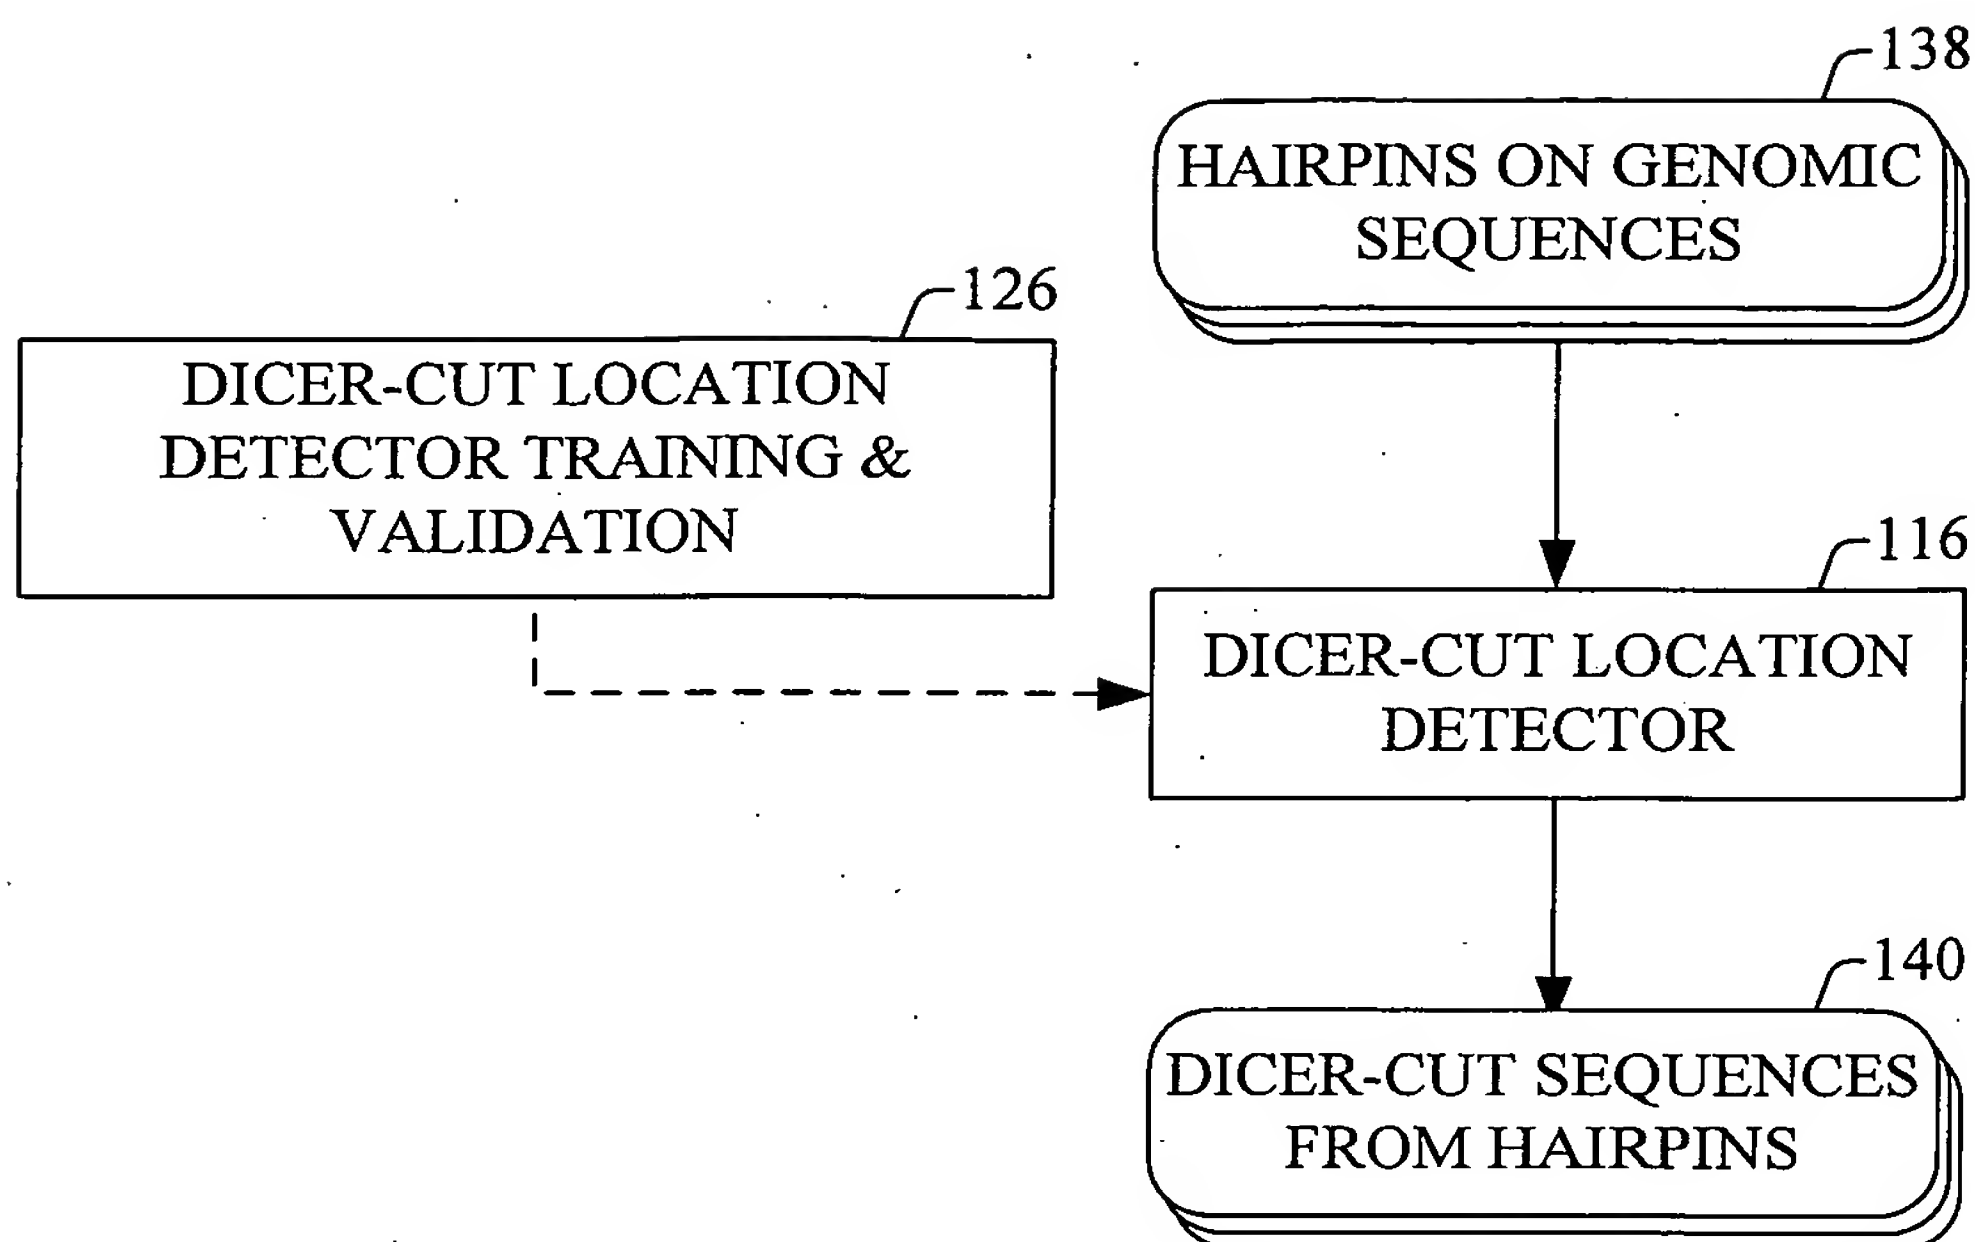 138
HAIRPINS ON GENOMIC
SEQUENCES
126
DICER-CUT LOCATION
DETECTOR TRAINING &
VALIDATION
116
DICER-CUT LOCATION
DETECTOR
140
DICER-CUT SEQUENCES
FROM HAIRPINS